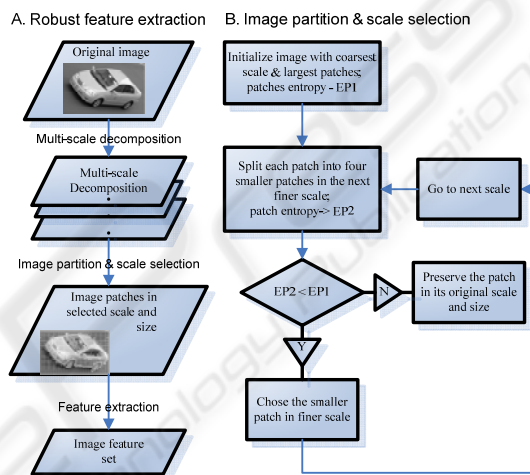 A. Robust feature extraction
Original image
Multi-scale decomposition
Multi-scale
Decomposition
Image partition & scale selection
Image patches in
selected scale and
size
Feature extraction
Image feature
set
B. Image partition & scale selection
Initialize image with coarsest
scale & largest patches;
patches entropy - EP1
Split each patch into four
smaller patches in the next
finer scale;
patch entropy-> EP2
Go to next scale
EP2 < EP1
N
Preserve the patch
in its original scale
and size
Y
Chose the smaller
patch in finer scale